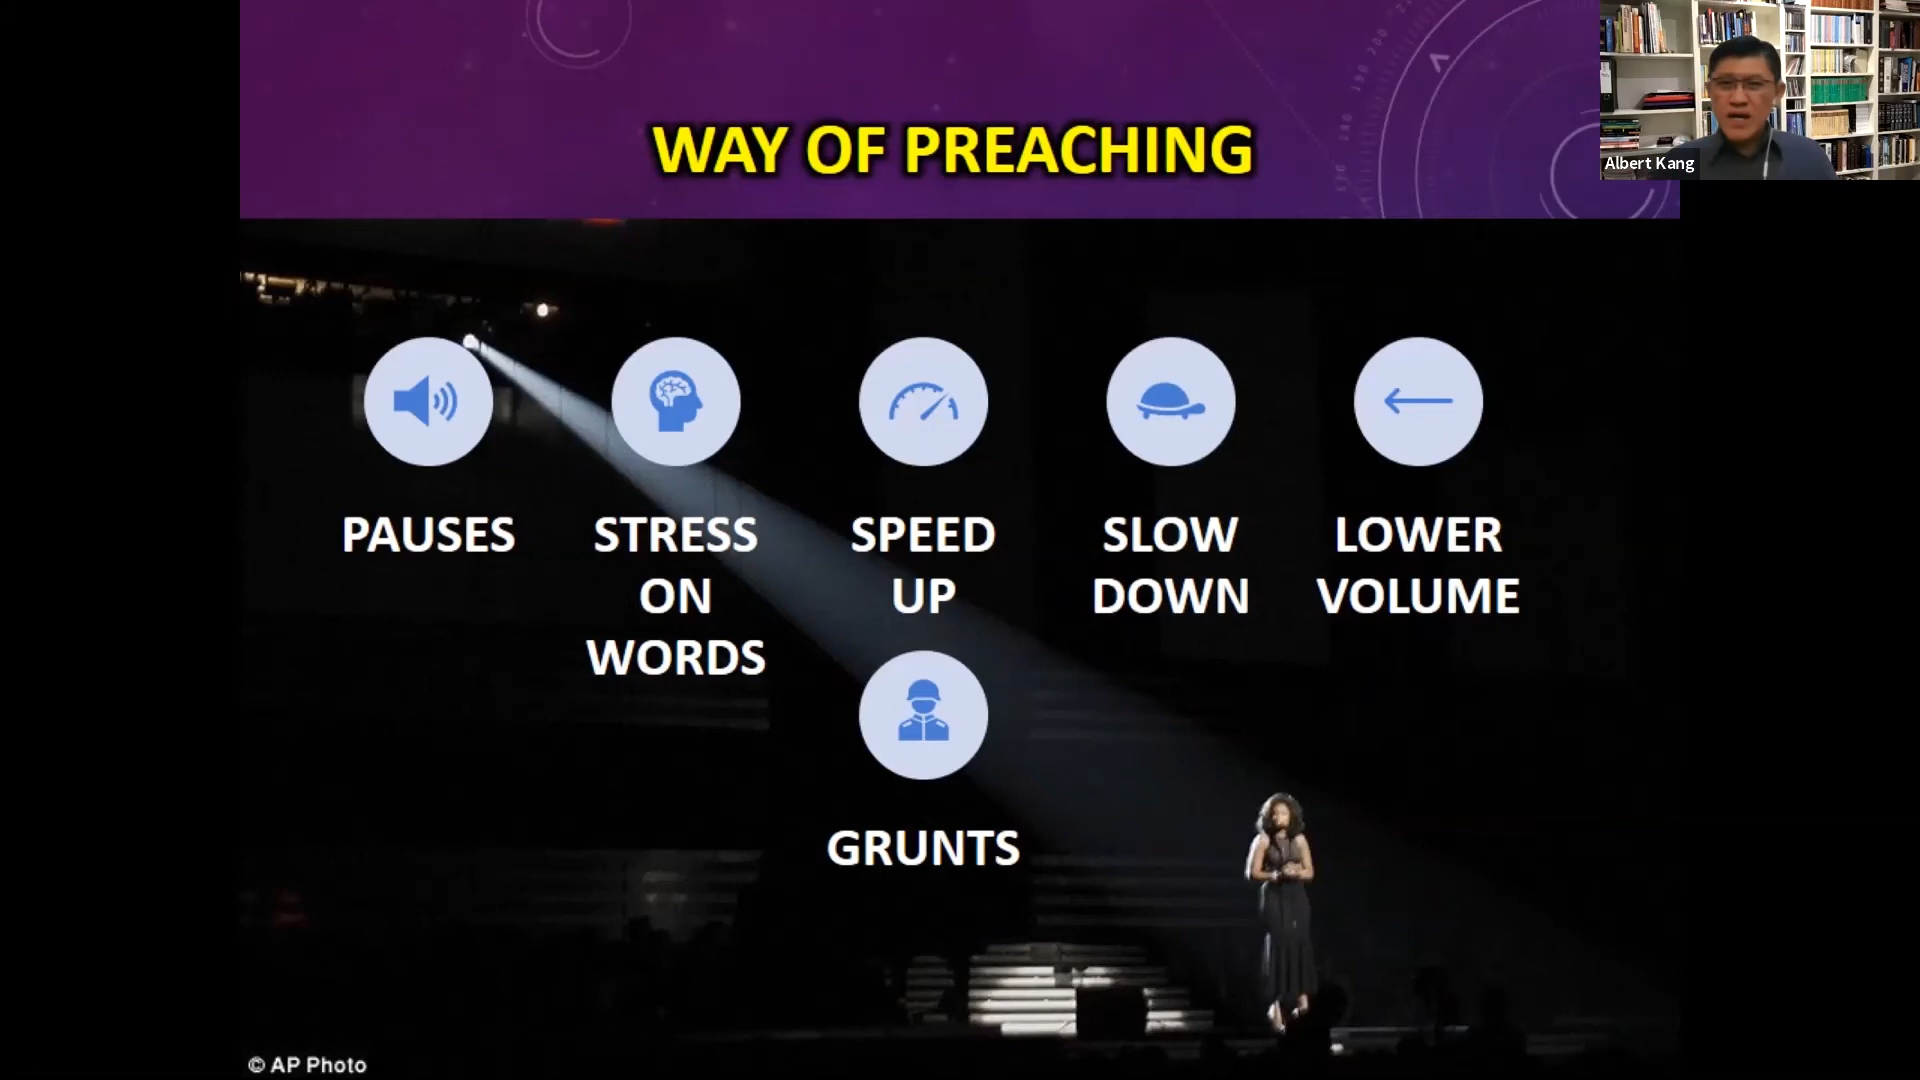 WAY OF PREACHING
Albert Kang
PAUSES
STRESS
ON
WORDS
SPEED
UP
SLOW
DOWN
LOWER
VOLUME
GRUNTS
© AP Photo